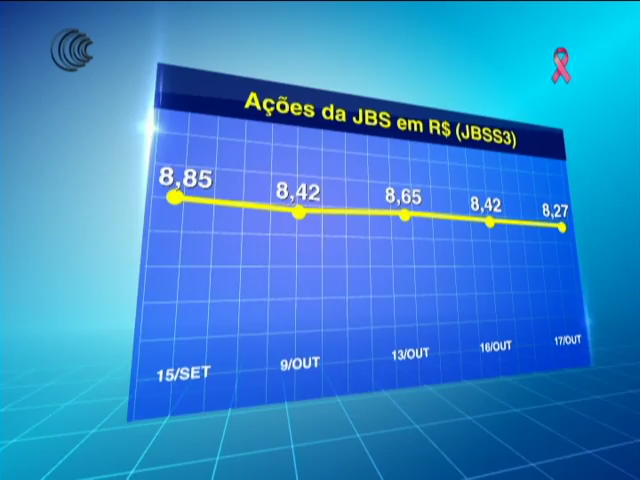 Ações da JBS em R$ (JBSS3)
8,85 8,42 8,65 8,42 8,27
15/SET 9/OUT 13/OUT 16/OUT 17/OUT